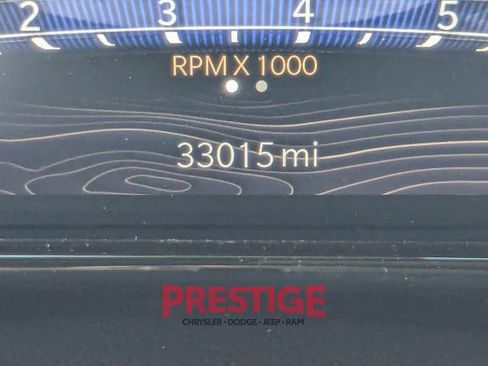 2 3 4 5
RPM X 1000
33015 mi
PRESTIGE
CHRYSLER • DODGE • JEEP • RAM